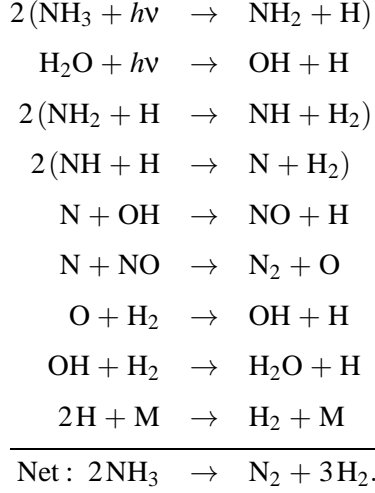 2(NH₃ + hν → NH₂ + H)
H₂O + hν → OH + H
2(NH₂ + H → NH + H₂)
2(NH + H → N + H₂)
N + OH → NO + H
N + NO → N₂ + O
O + H₂ → OH + H
OH + H₂ → H₂O + H
2H + M → H₂ + M
Net : 2NH₃ → N₂ + 3H₂.